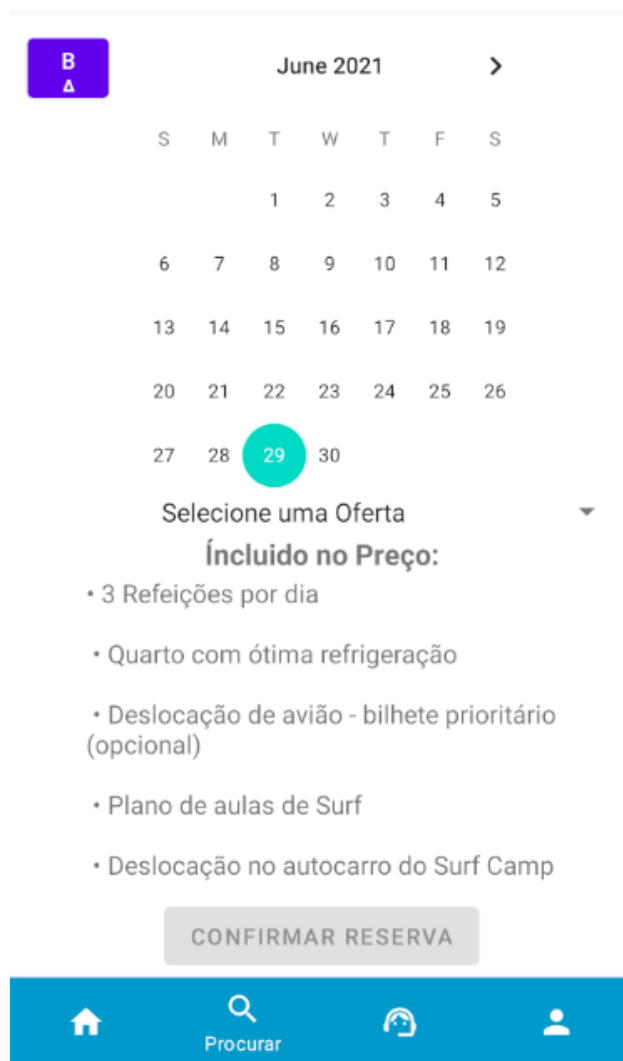 B
June 2021
S M T W T F S
1 2 3 4 5
6 7 8 9 10 11 12
13 14 15 16 17 18 19
20 21 22 23 24 25 26
27 28 29 30
Selecione uma Oferta
Íncluido no Preço:
• 3 Refeições por dia
• Quarto com ótima refrigeração
• Deslocação de avião - bilhete prioritário
(opcional)
• Plano de aulas de Surf
• Deslocação no autocarro do Surf Camp
CONFIRMAR RESERVA
Procurar